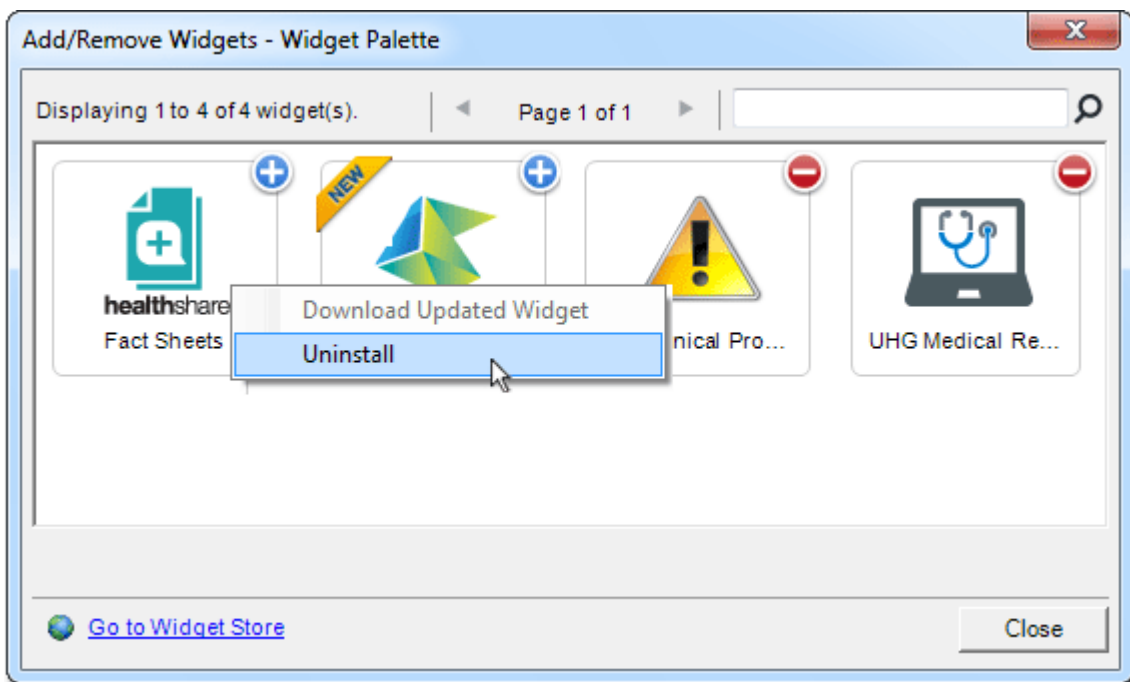 Add/Remove Widgets - Widget Palette
Displaying 1 to 4 of 4 widget(s).
Page 1 of 1
NEW
healthshare
Fact Sheets
Download Updated Widget
Uninstall
nical Pro...
UHG Medical Re...
Go to Widget Store
Close